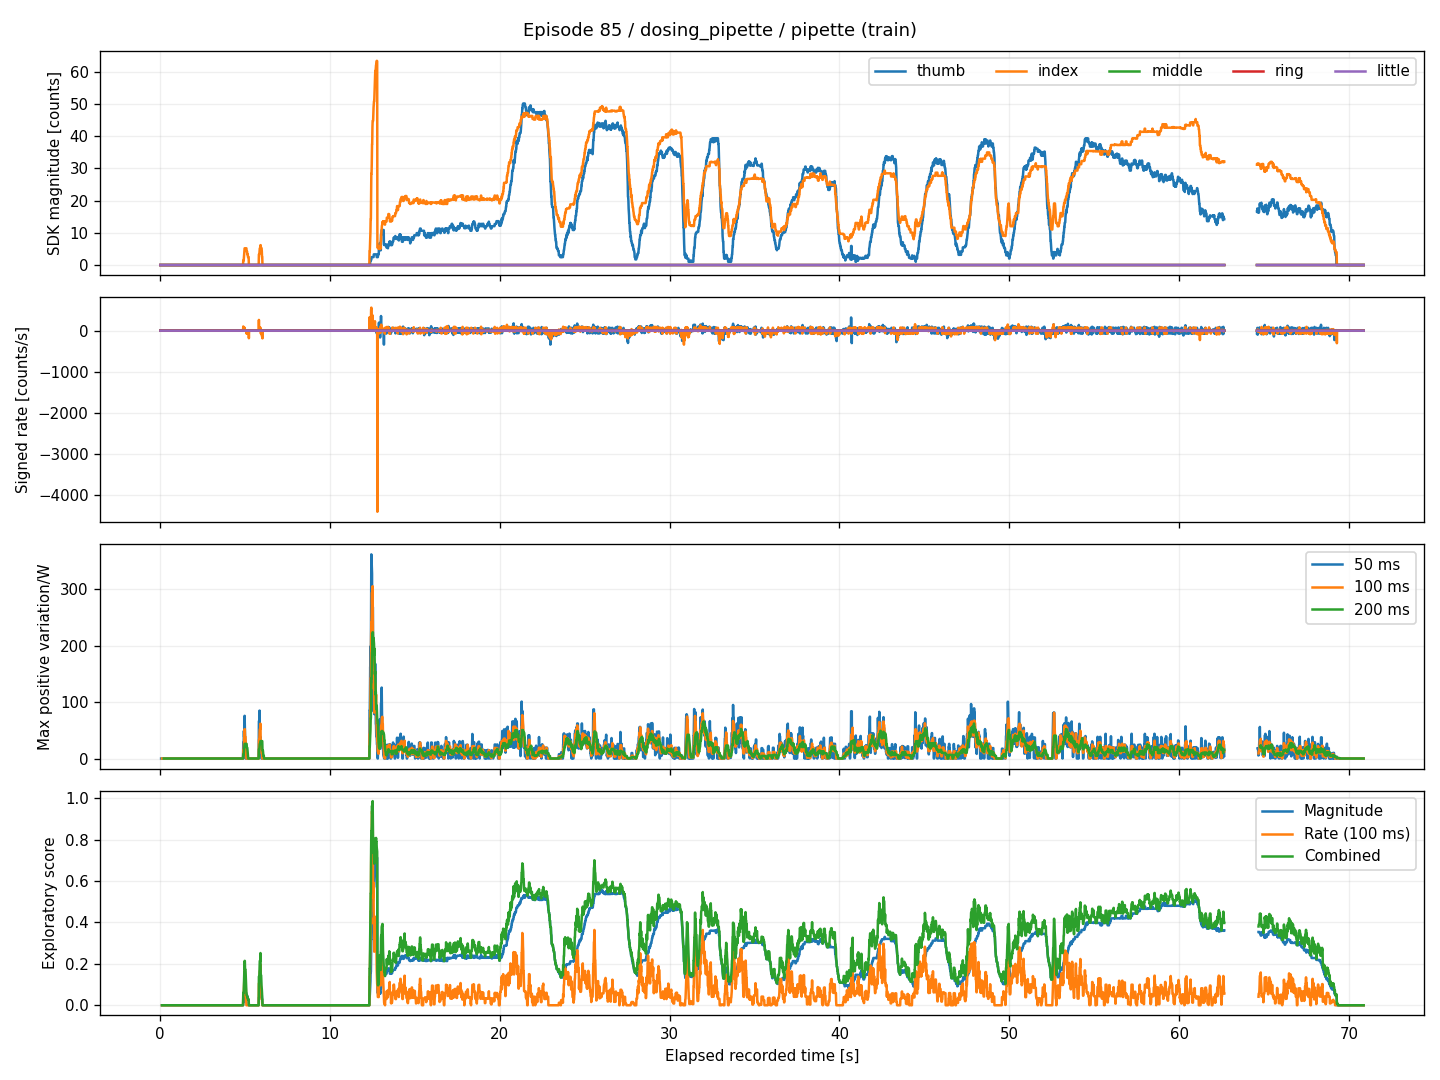 Episode 85 / dosing_pipette / pipette (train)
SDK magnitude [counts]
60
50
40
30
20
10
0
thumb index middle ring little
Signed rate [counts/s]
0
−1000
−2000
−3000
−4000
Max positive variation/W
300
200
100
0
50 ms
100 ms
200 ms
Exploratory score
1.0
0.8
0.6
0.4
0.2
0.0
Magnitude
Rate (100 ms)
Combined
0 10 20 30 40 50 60 70
Elapsed recorded time [s]